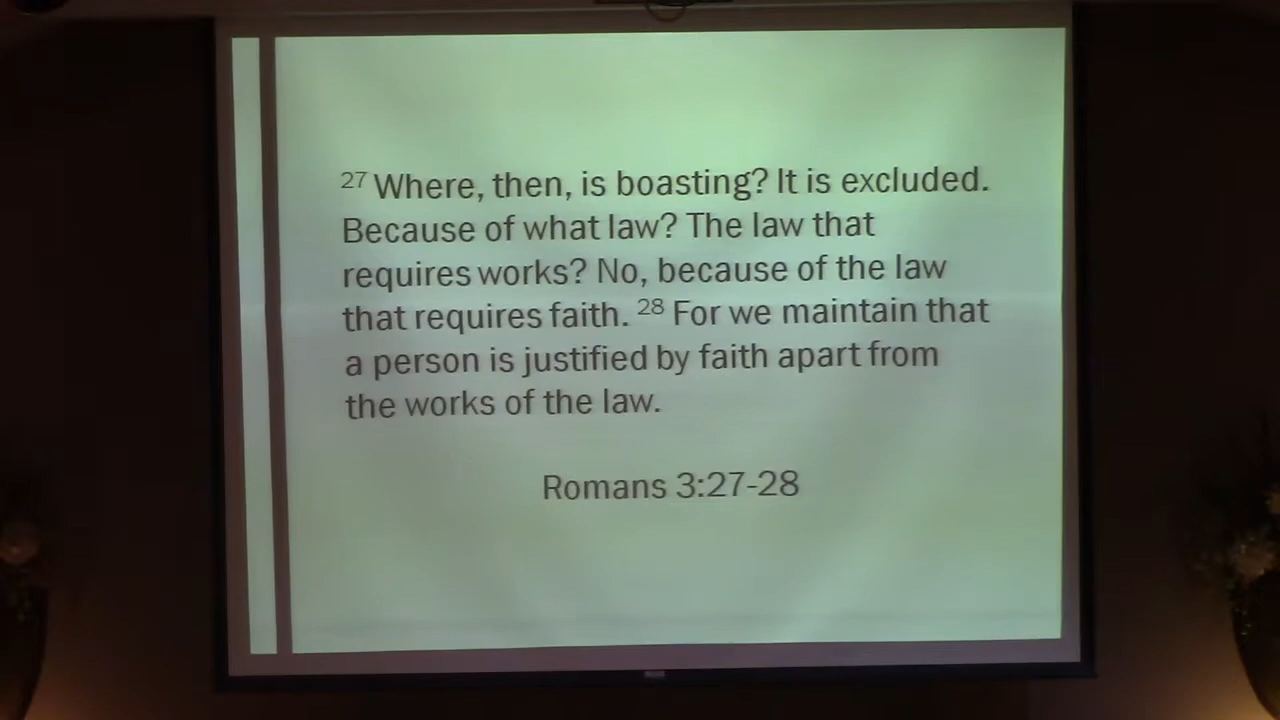 27 Where, then, is boasting? It is excluded.
Because of what law? The law that
requires works? No, because of the law
that requires faith. 28 For we maintain that
a person is justified by faith apart from
the works of the law.
Romans 3:27-28